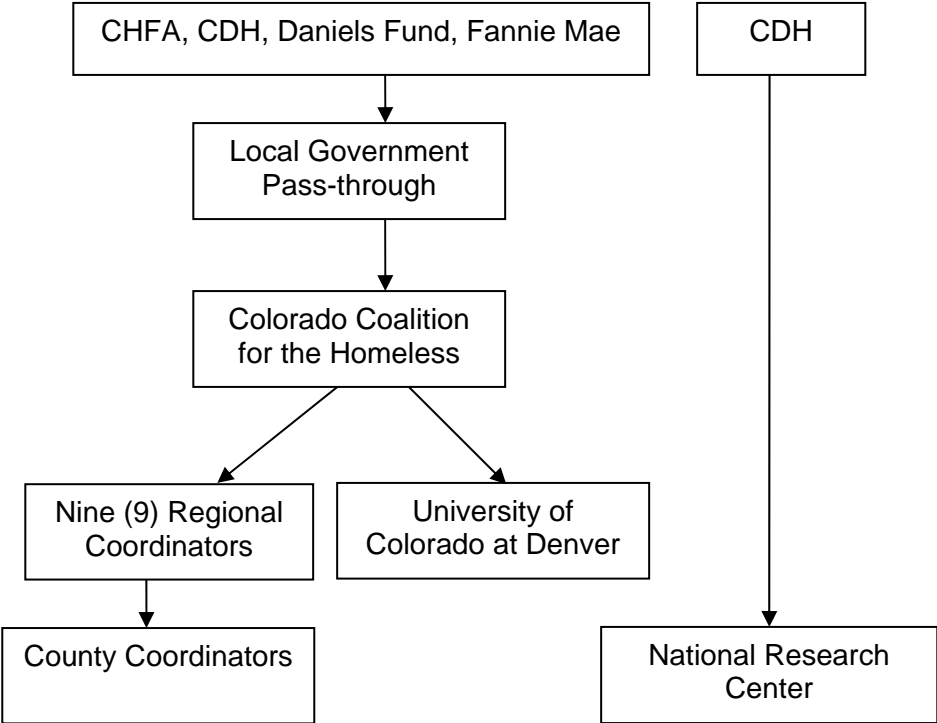 CHFA, CDH, Daniels Fund, Fannie Mae
CDH
Local Government
Pass-through
Colorado Coalition
for the Homeless
Nine (9) Regional
Coordinators
University of
Colorado at Denver
County Coordinators
National Research
Center